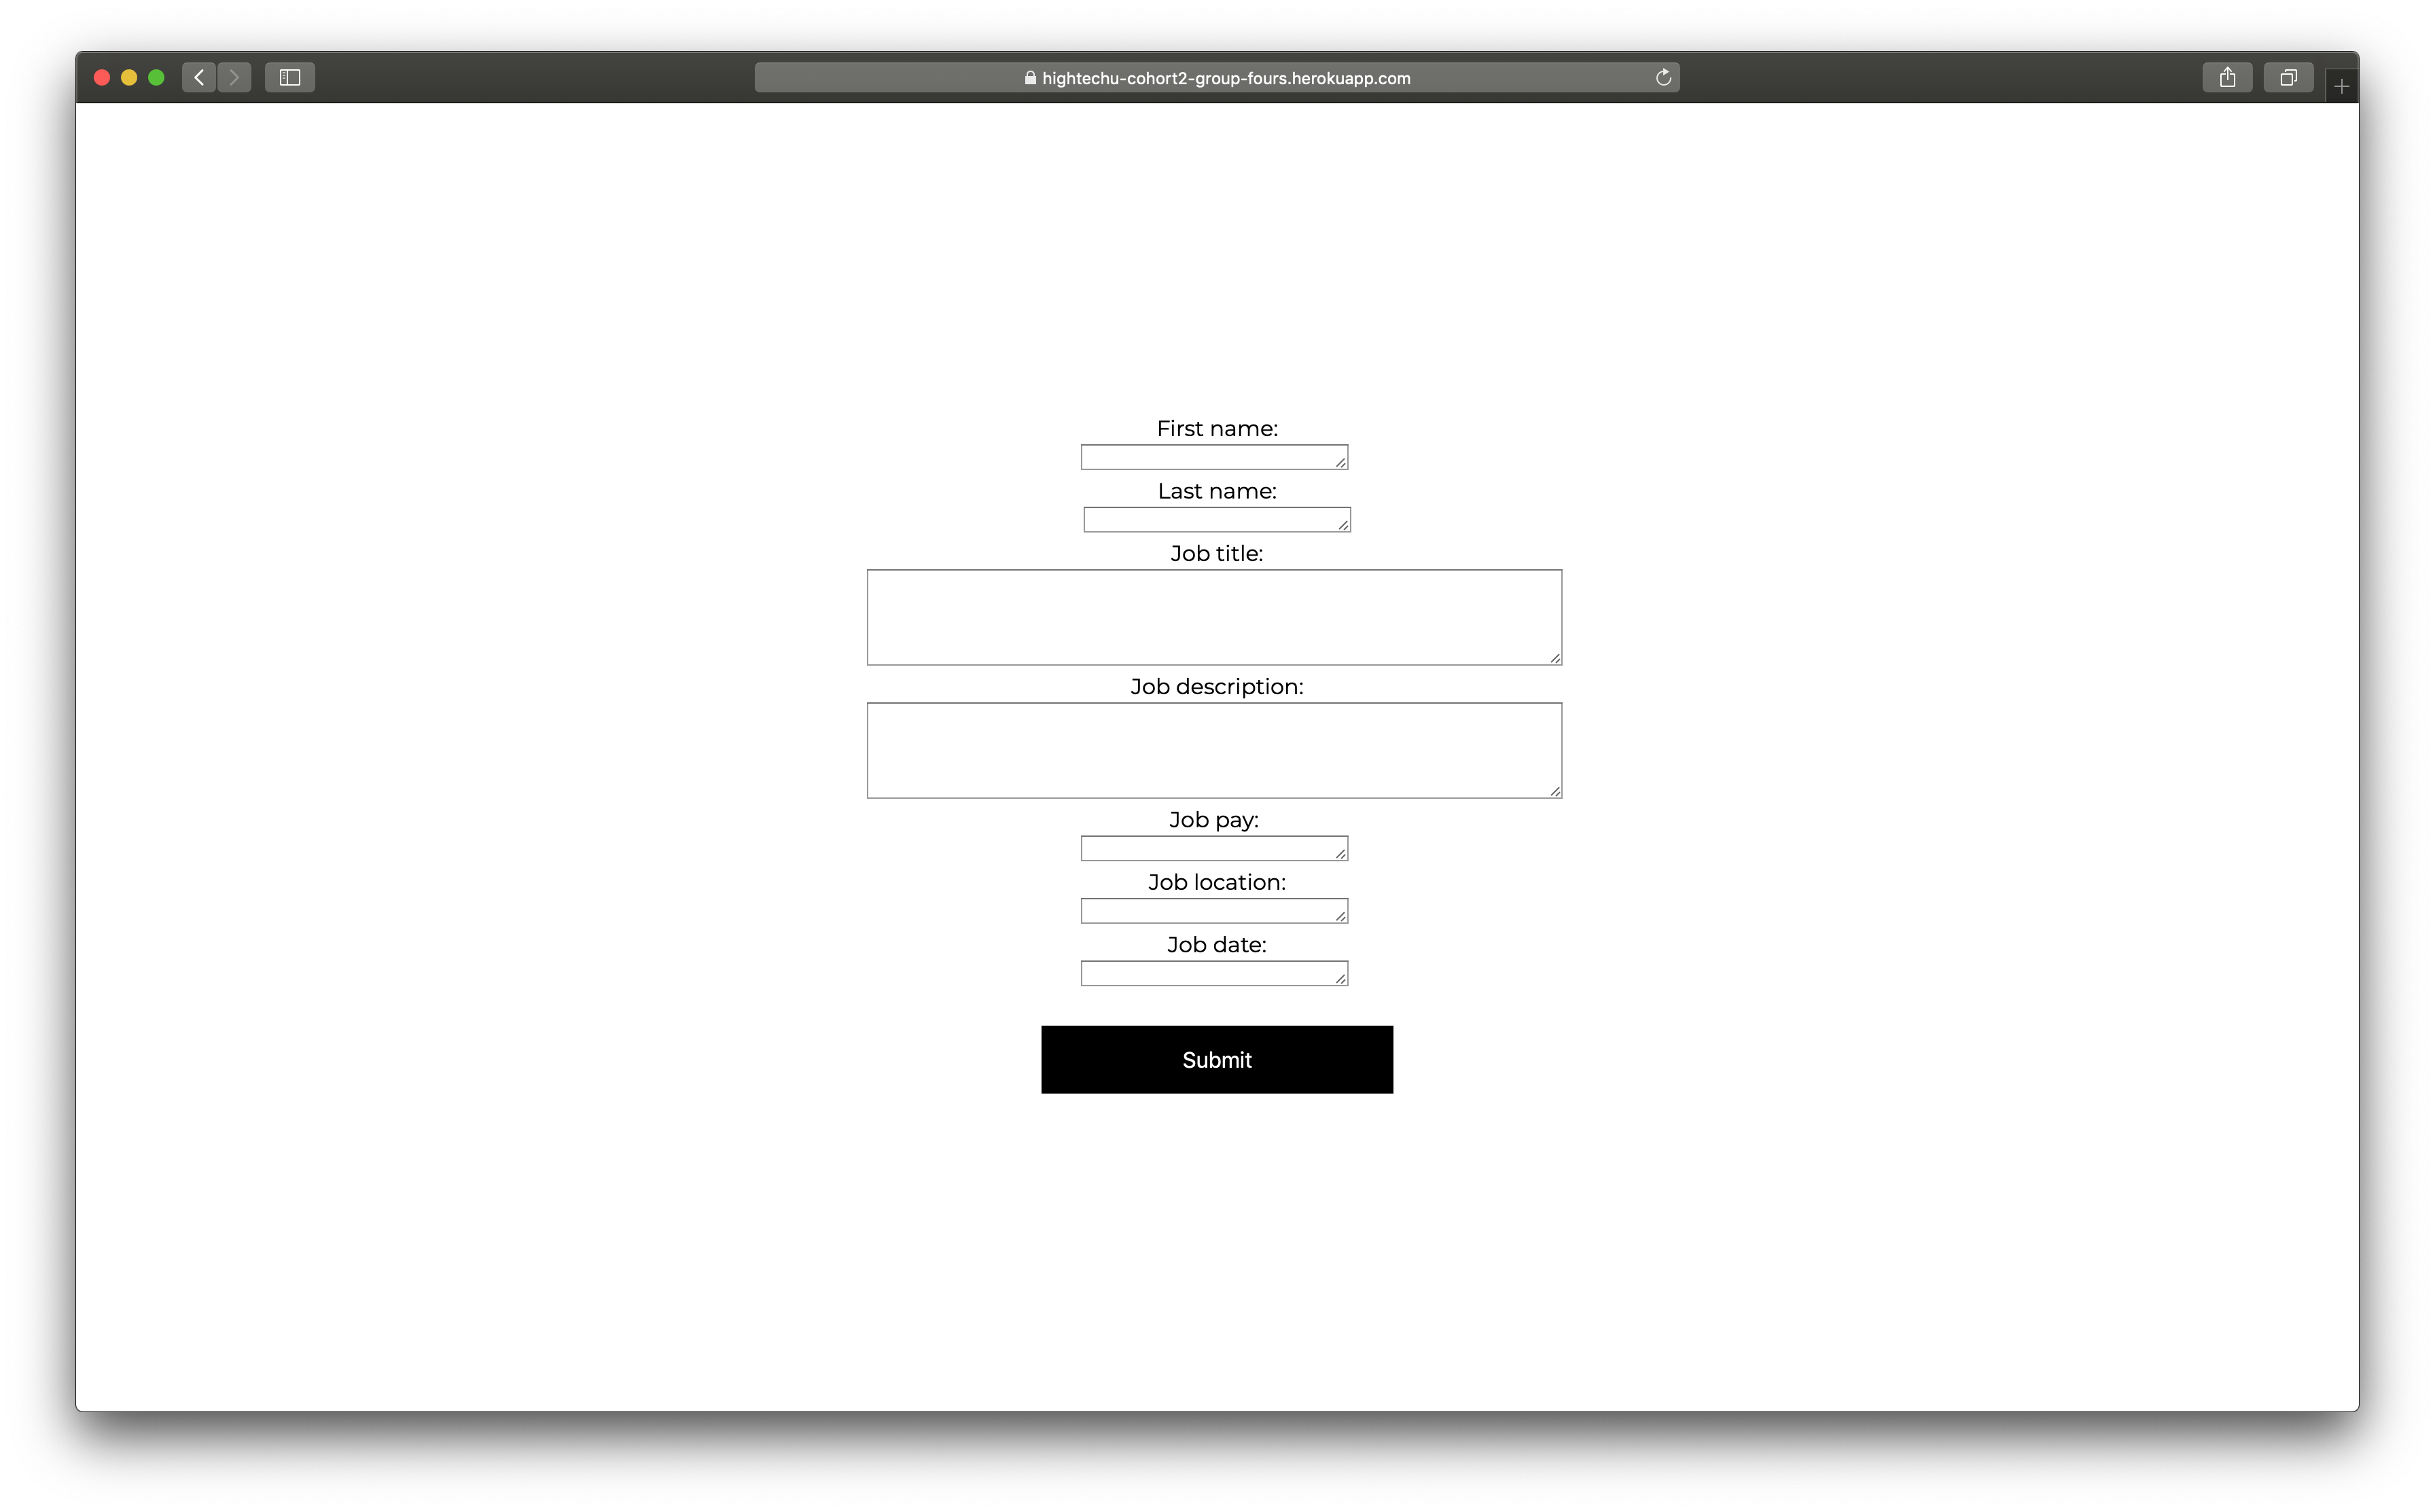 hightechu-cohort2-group-fours.herokuapp.com
First name:
Last name:
Job title:
Job description:
Job pay:
Job location:
Job date:
Submit